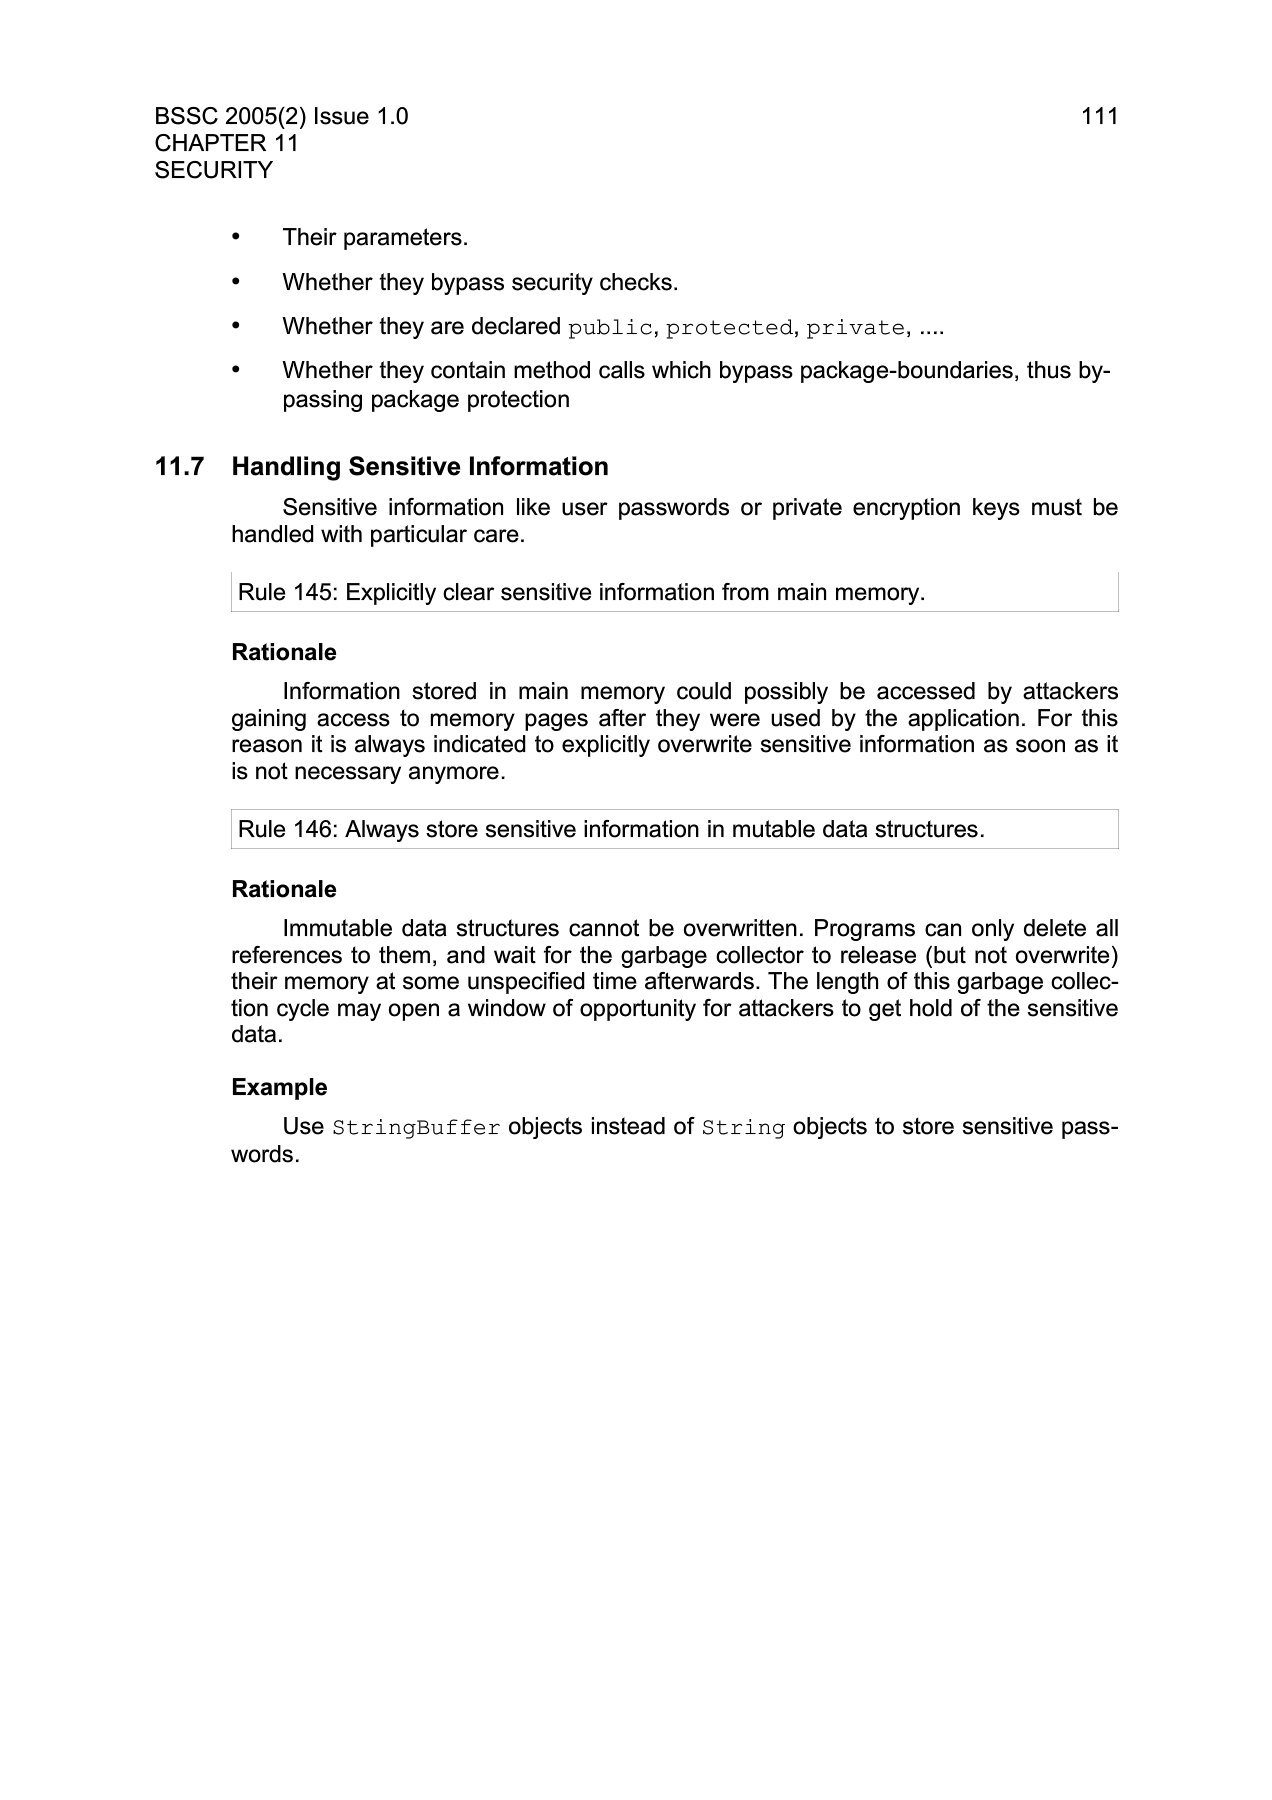 BSSC 2005(2) Issue 1.0 111
CHAPTER 11
SECURITY
• Their parameters.
• Whether they bypass security checks.
• Whether they are declared public, protected, private, ....
• Whether they contain method calls which bypass package-boundaries, thus by-
passing package protection
11.7 Handling Sensitive Information
Sensitive information like user passwords or private encryption keys must be
handled with particular care.
Rule 145: Explicitly clear sensitive information from main memory.
Rationale
Information stored in main memory could possibly be accessed by attackers
gaining access to memory pages after they were used by the application. For this
reason it is always indicated to explicitly overwrite sensitive information as soon as it
is not necessary anymore.
Rule 146: Always store sensitive information in mutable data structures.
Rationale
Immutable data structures cannot be overwritten. Programs can only delete all
references to them, and wait for the garbage collector to release (but not overwrite)
their memory at some unspecified time afterwards. The length of this garbage collec-
tion cycle may open a window of opportunity for attackers to get hold of the sensitive
data.
Example
Use StringBuffer objects instead of String objects to store sensitive pass-
words.